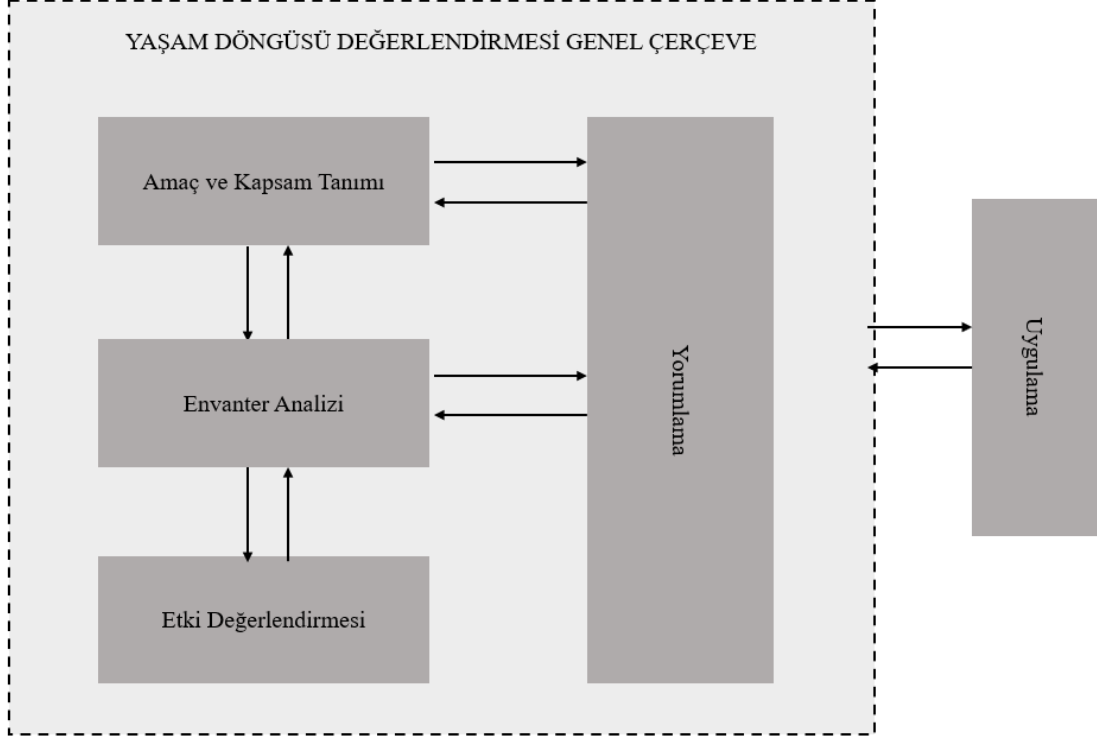 YAŞAM DÖNGÜSÜ DEĞERLENDİRMESİ GENEL ÇERÇEVE
Amaç ve Kapsam Tanımı
Envanter Analizi
Etki Değerlendirmesi
Yorumlama
Uygulama